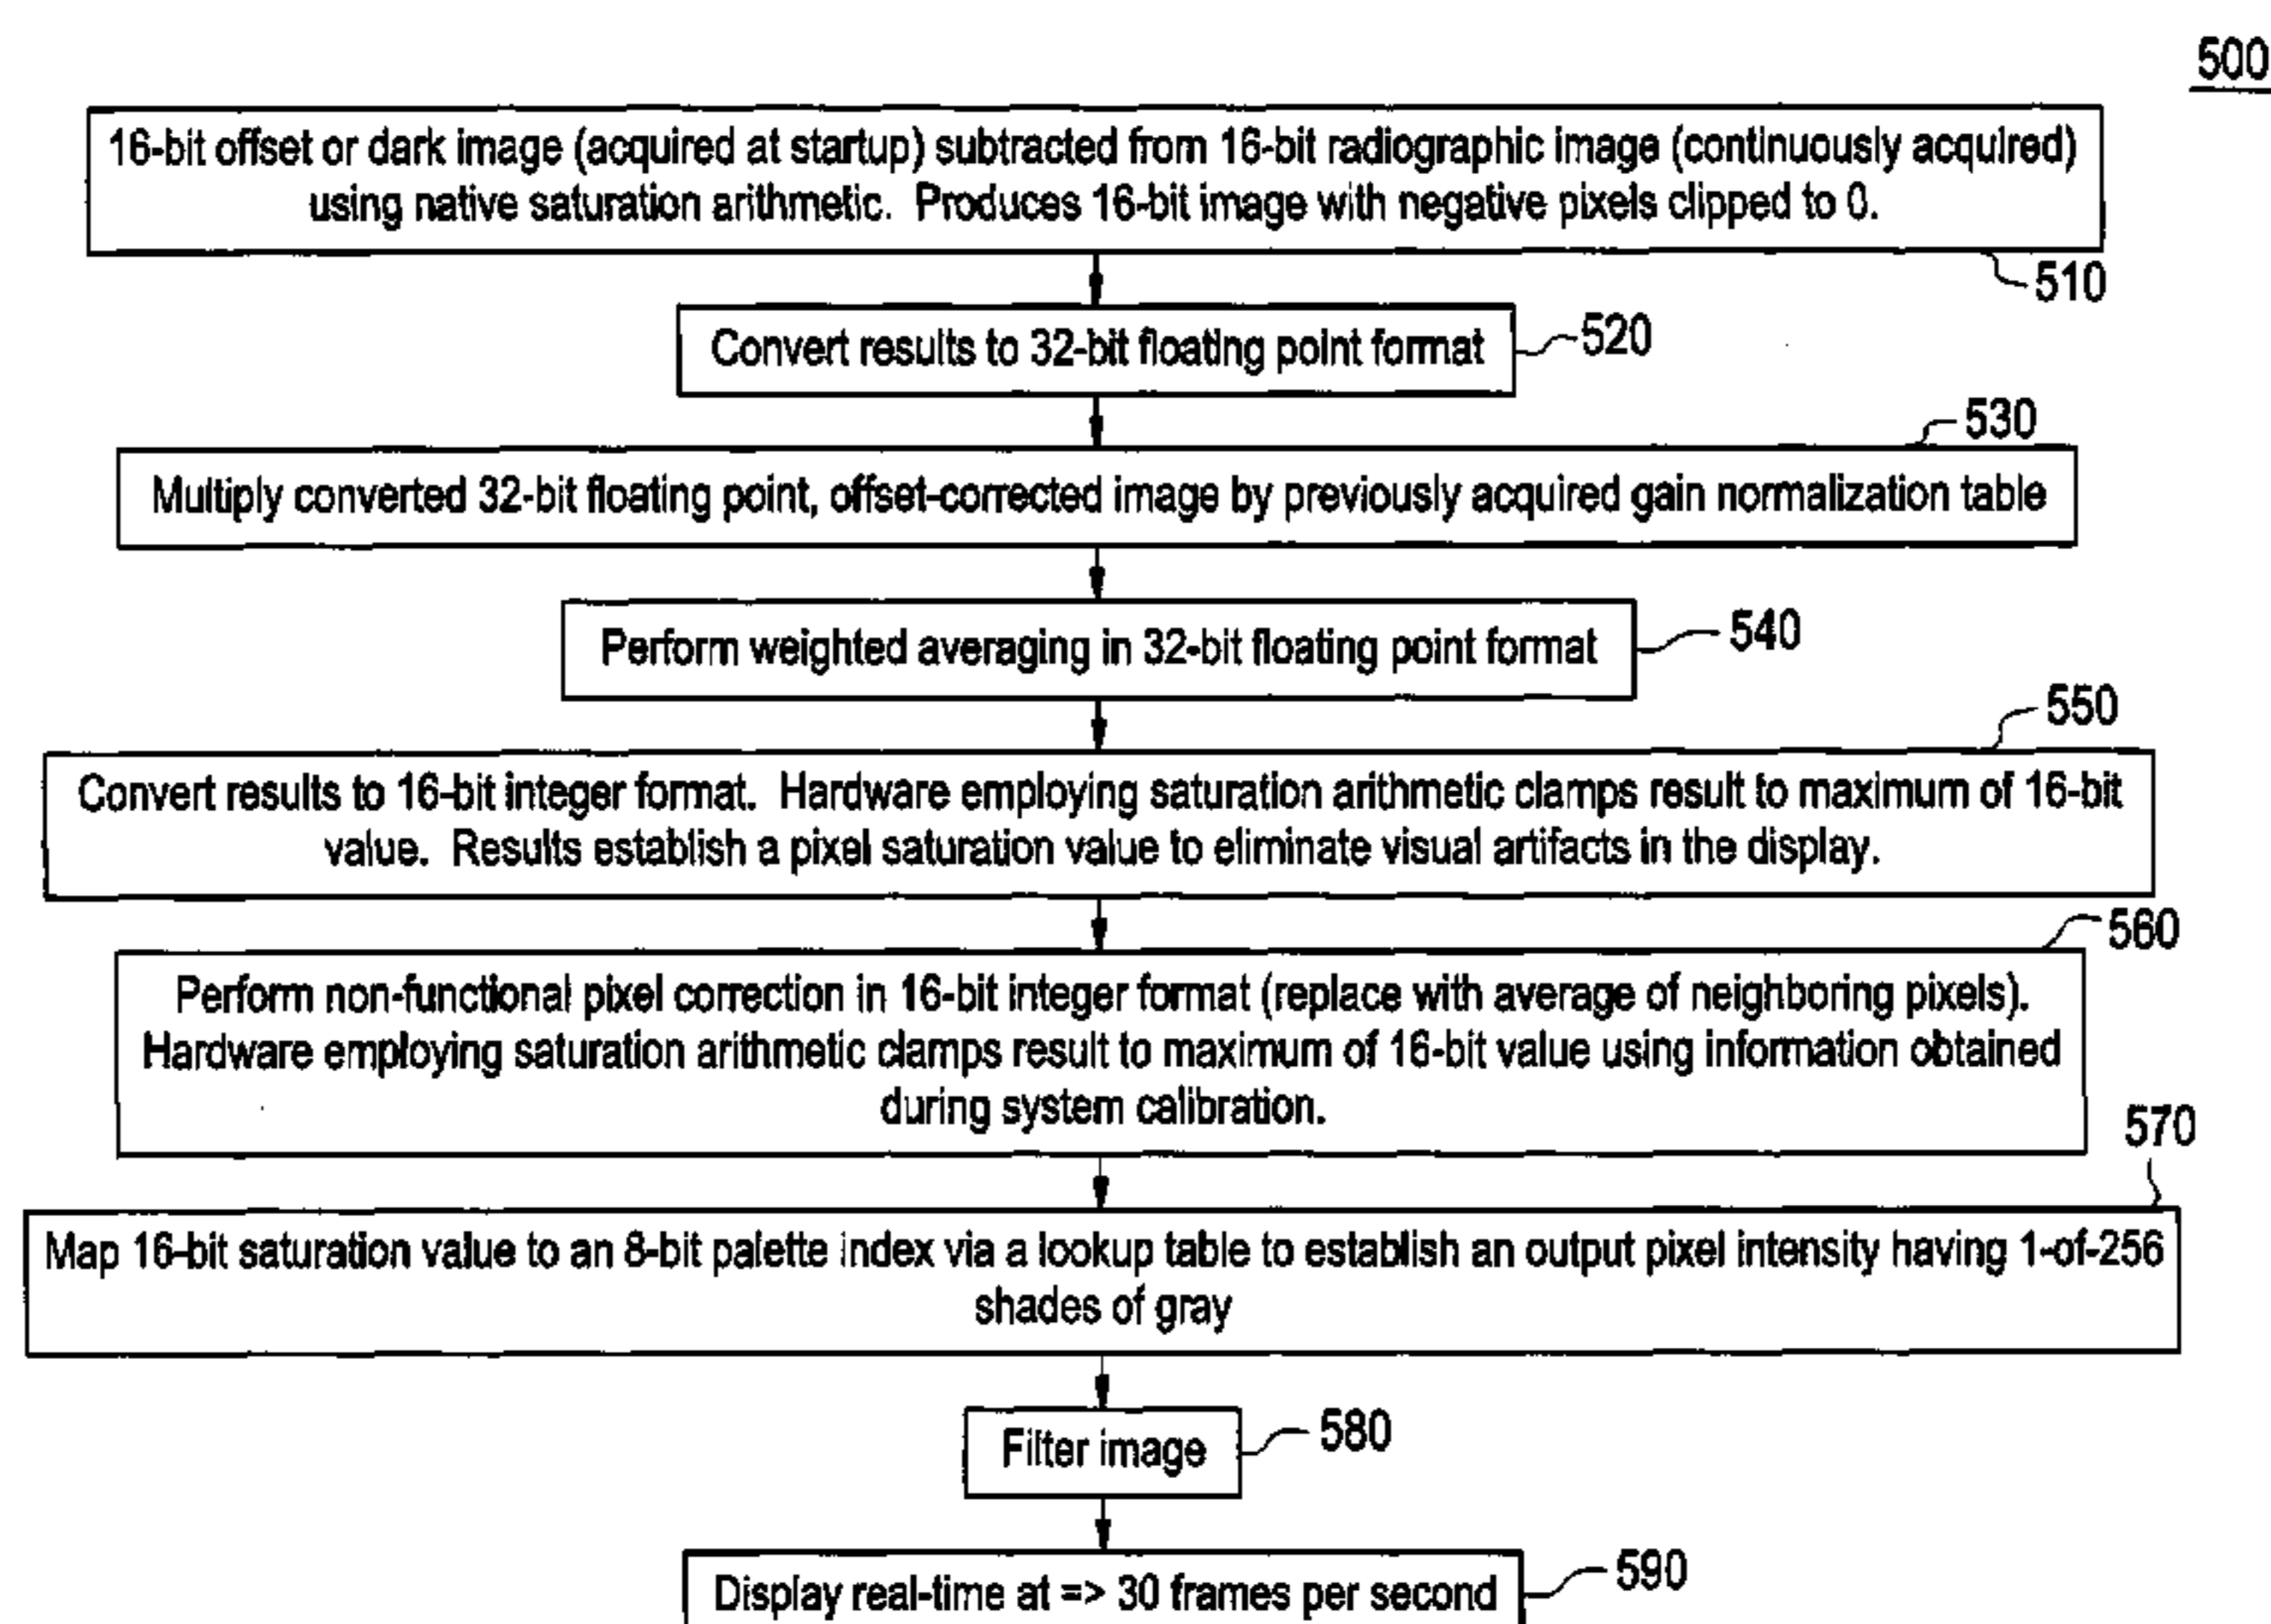 500
16-bit offset or dark image (acquired at startup) subtracted from 16-bit radiographic image (continuously acquired)
using native saturation arithmetic. Produces 16-bit image with negative pixels clipped to 0.
510
Convert results to 32-bit floating point format
520
530
Multiply converted 32-bit floating point, offset-corrected image by previously acquired gain normalization table
Perform weighted averaging in 32-bit floating point format
540
550
Convert results to 16-bit integer format. Hardware employing saturation arithmetic clamps result to maximum of 16-bit
value. Results establish a pixel saturation value to eliminate visual artifacts in the display.
560
Perform non-functional pixel correction in 16-bit integer format (replace with average of neighboring pixels).
Hardware employing saturation arithmetic clamps result to maximum of 16-bit value using information obtained
during system calibration.
570
Map 16-bit saturation value to an 8-bit palette index via a lookup table to establish an output pixel intensity having 1-of-256
shades of gray
Filter image
580
Display real-time at => 30 frames per second
590